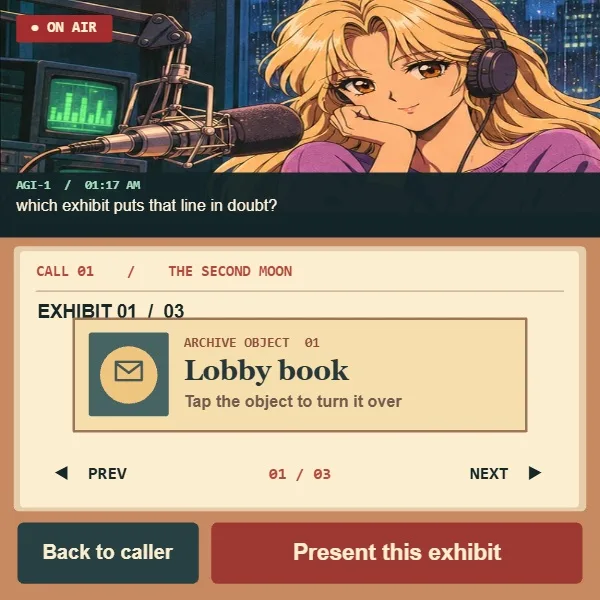 ● ON AIR
AGI-1 / 01:17 AM
which exhibit puts that line in doubt?
CALL 01 / THE SECOND MOON
EXHIBIT 01 / 03
ARCHIVE OBJECT 01
Lobby book
Tap the object to turn it over
◀ PREV 01 / 03 NEXT ▶
Back to caller Present this exhibit